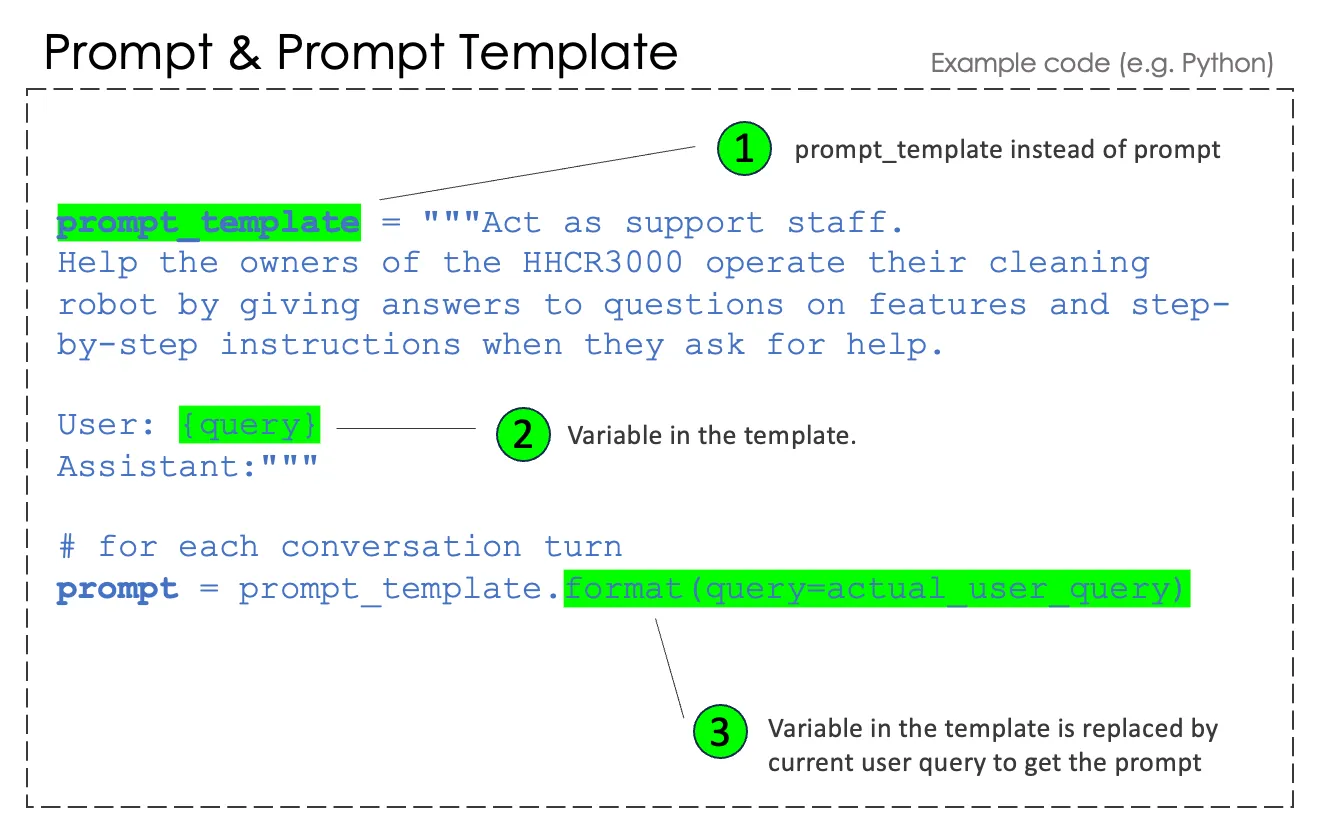 Prompt & Prompt Template
Example code (e.g. Python)
1 prompt_template instead of prompt
prompt_template = """Act as support staff.
Help the owners of the HHCR3000 operate their cleaning
robot by giving answers to questions on features and step-
by-step instructions when they ask for help.
User: {query}
2 Variable in the template.
Assistant:"""
# for each conversation turn
prompt = prompt_template.format(query=actual_user_query)
3 Variable in the template is replaced by
current user query to get the prompt